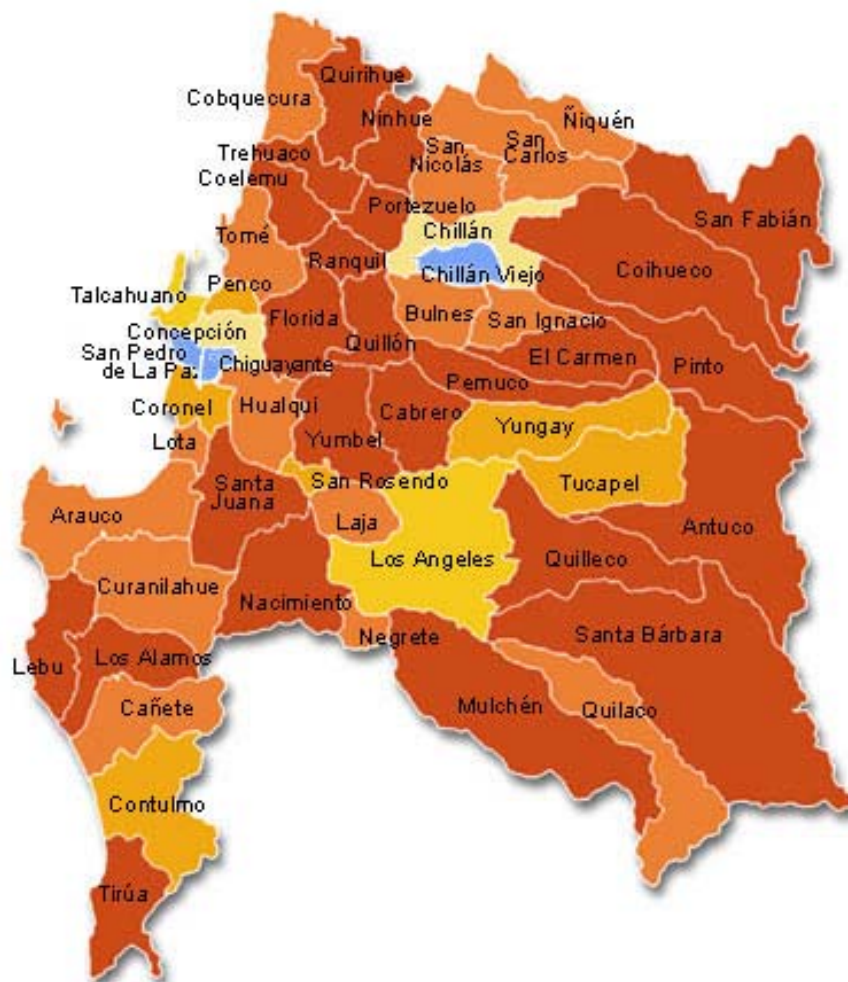 Quirihue
Cobquecura
Ninhue
Ñiquén
San
Carlos
San
Nicolás
Trehuaco
Coelemu
Portezuelo
San Fabián
Chillán
Tomé
Ranquil
Coihueco
Chillán Viejo
Penco
Talcahuano
Florida
Bulnes
San Ignacio
Concepción
Quillón
San Pedro
de La Pa:
Chiguayante
El Carmen
Pinto
Pemuco
Coronel
Hualqui
Cabrero
Yungay
Lota
Yumbel
San Rosendo
Tucapel
Santa
Juana
Arauco
Laja
Antuco
Los Angeles
Quilleco
Curanilahue
Nacimiento
Negrete
Santa Bárbara
Lebu
Los Alamos
Cañete
Mulchén
Quilaco
Contulmo
Tirúa